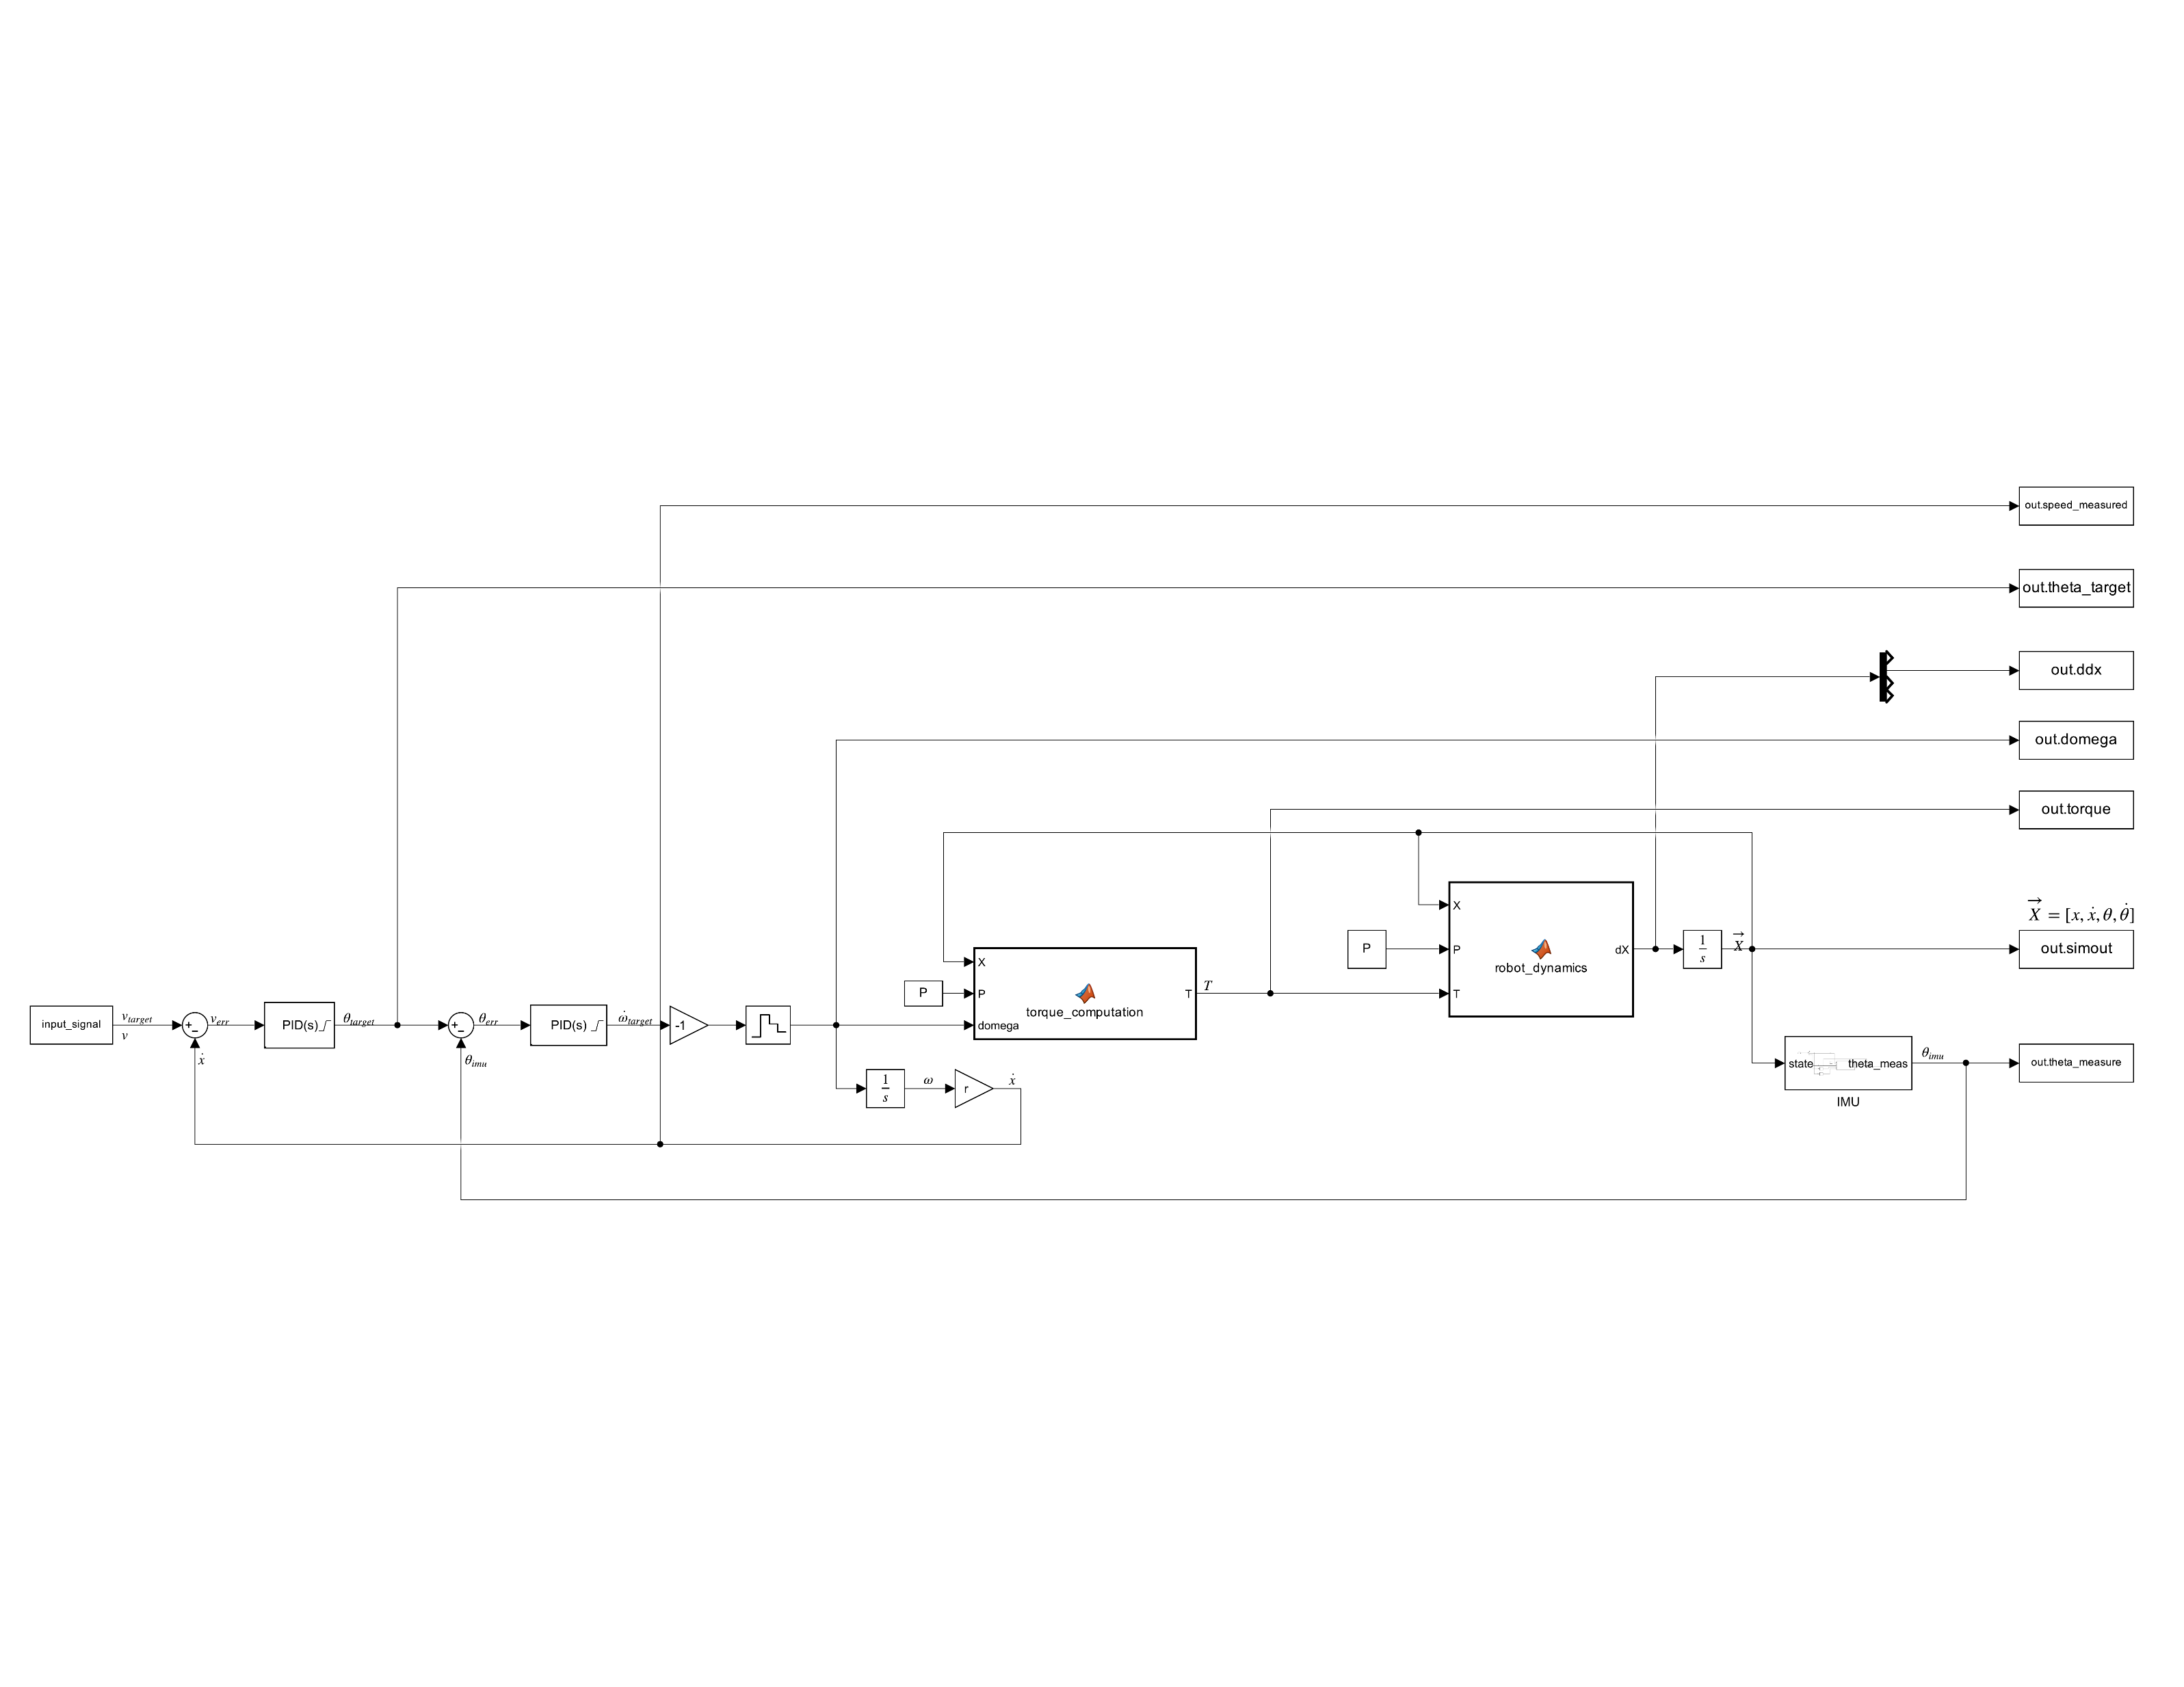 out.speed_measured
out.theta_target
out.ddx
out.domega
out.torque
X⃗ = [x, ẋ, θ, θ̇]
out.simout
X
P
T
robot_dynamics
dX
P
1/s
X⃗
X
P
domega
torque_computation
T
T
P
input_signal
v_target
v
+
−
v_err
PID(s)
θ_target
+
−
θ_err
PID(s)
ω̇_target
-1
ẋ
θ_imu
1/s
ω
r
ẋ
state
theta_meas
IMU
θ_imu
out.theta_measure